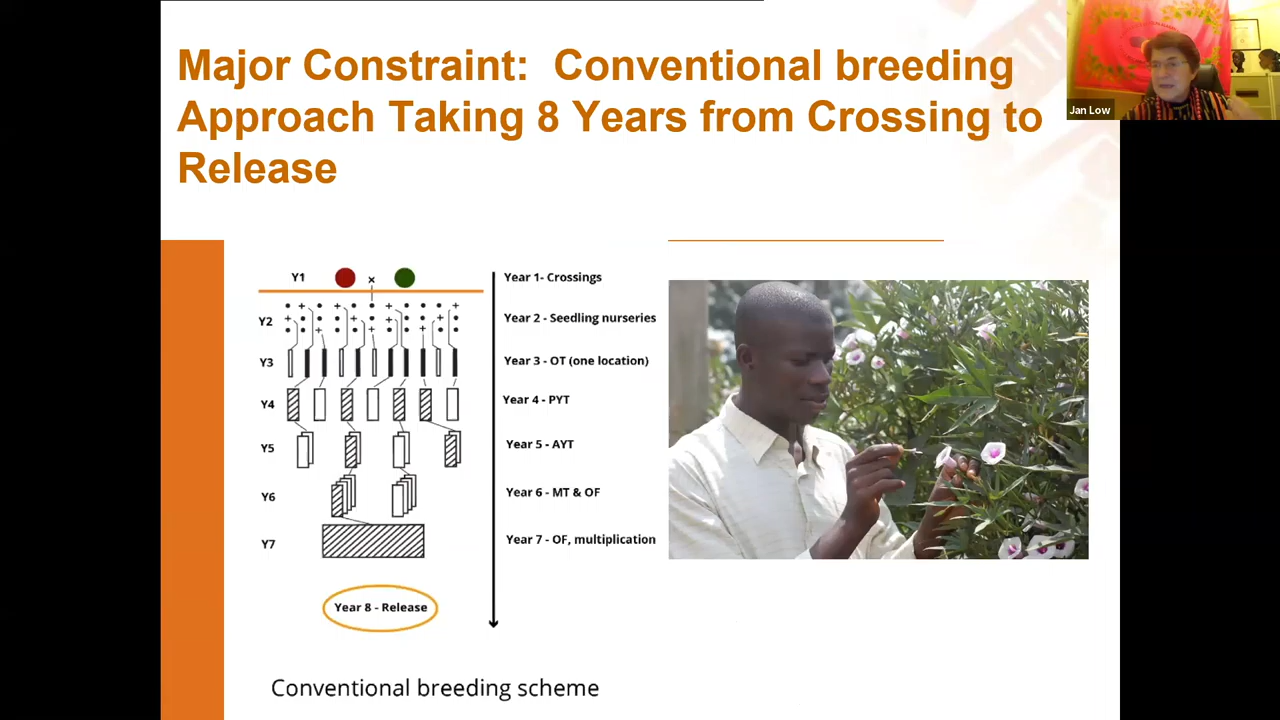 Major Constraint:  Conventional breeding
Approach Taking 8 Years from Crossing to
Release
Jan Low
Y1
×
Year 1- Crossings
Y2
Year 2 - Seedling nurseries
Y3
Year 3 - OT (one location)
Y4
Year 4 - PYT
Y5
Year 5 - AYT
Y6
Year 6 - MT & OF
Y7
Year 7 - OF, multiplication
Year 8 - Release
Conventional breeding scheme